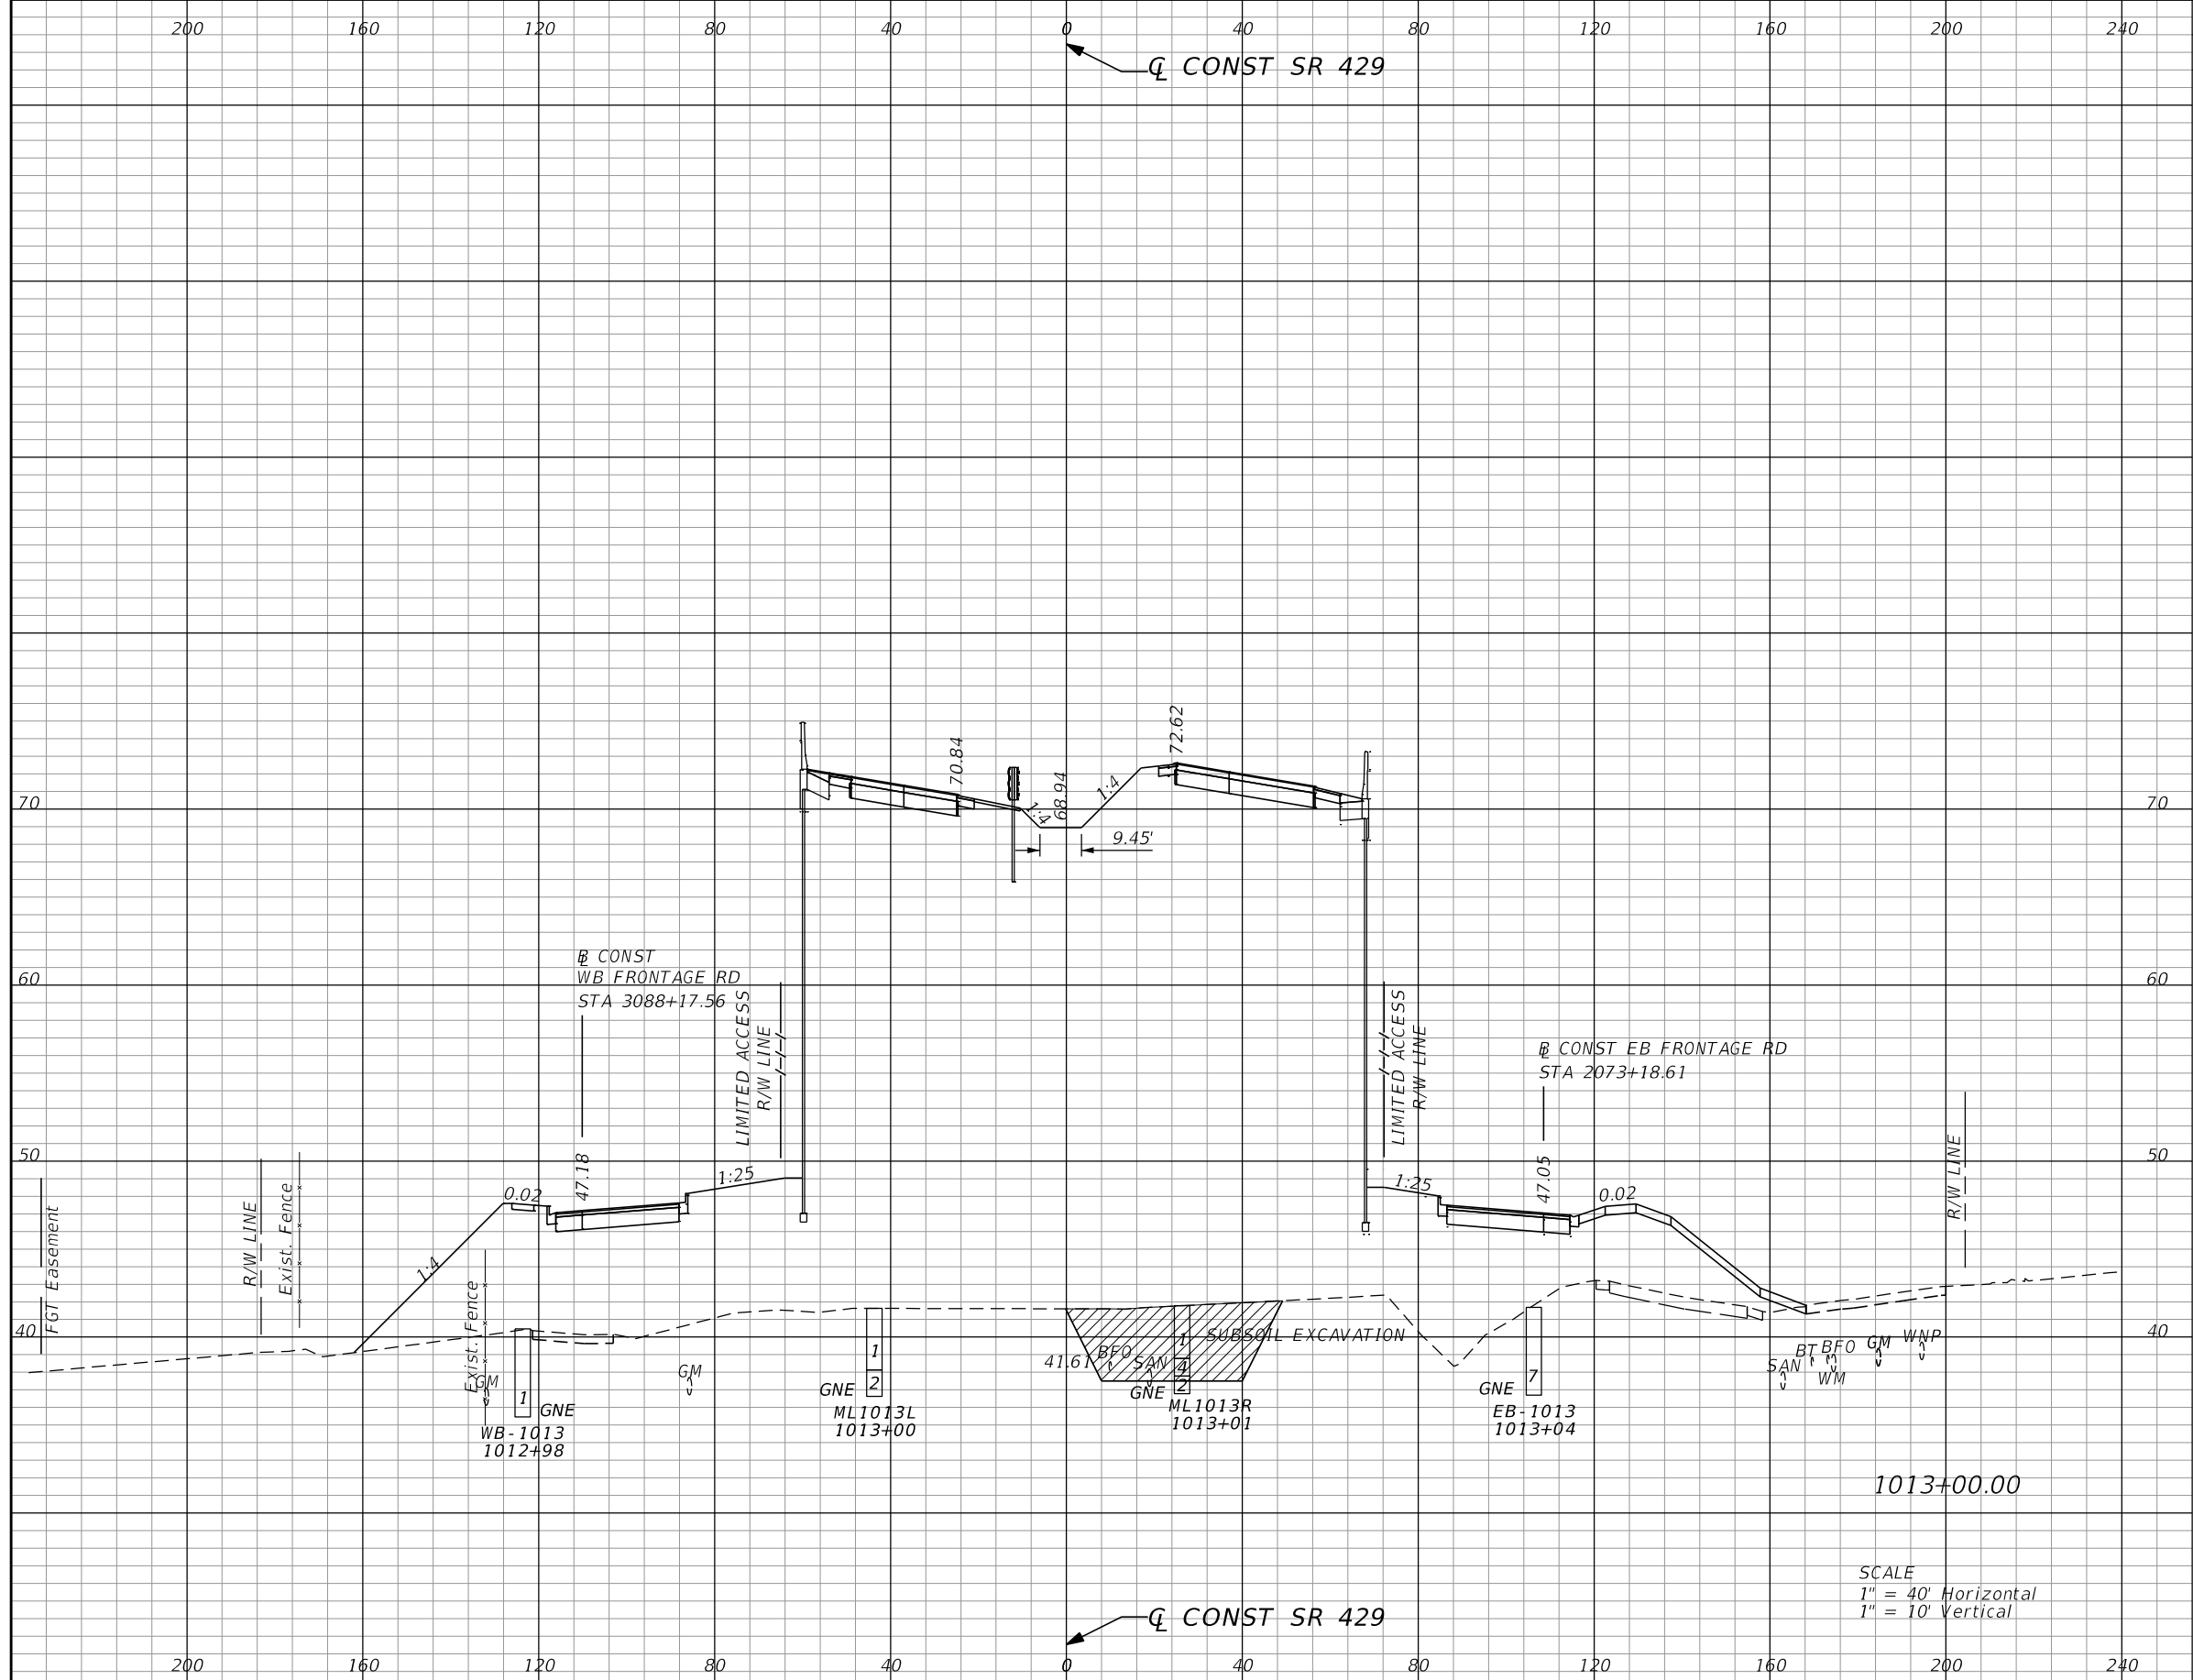 200 160 120 80 40 0 40 80 120 160 200 240
℄ CONST SR 429
72.62
70.84
68.94
1:4
1:4
70 70
9.45'
B̲L CONST
WB FRONTAGE RD
STA 3088+17.56
60 60
LIMITED ACCESS
R/W LINE
LIMITED ACCESS
R/W LINE
BL CONST EB FRONTAGE RD
STA 2073+18.61
50 50
FGT Easement
R/W LINE
Exist. Fence
1:4
0.02
47.18
1:25
1:25
47.05
0.02
R/W LINE
40 40
Exist. Fence
GM
1
GNE
WB-1013
1012+98
GM
1
2
GNE
ML1013L
1013+00
41.61
BFO
SAN
SUBSOIL EXCAVATION
1
4
2
GNE
ML1013R
1013+01
7
GNE
EB-1013
1013+04
SAN
BT
BFO
WM
GM
WNP
1013+00.00
SCALE
1" = 40' Horizontal
1" = 10' Vertical
℄ CONST SR 429
200 160 120 80 40 0 40 80 120 160 200 240